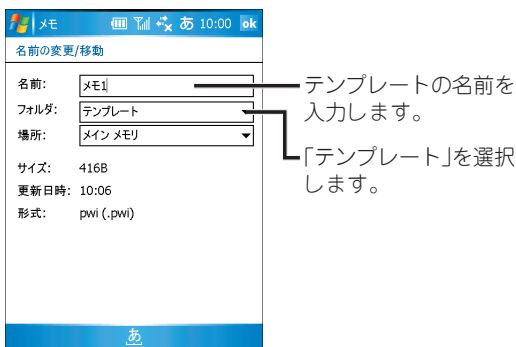 メモ あ 10:00 ok
名前の変更/移動
名前: メモ1
フォルダ: テンプレート
場所: メイン メモリ
サイズ: 416B
更新日時: 10:06
形式: pwi (.pwi)
あ
テンプレートの名前を
入力します。
「テンプレート」を選択
します。